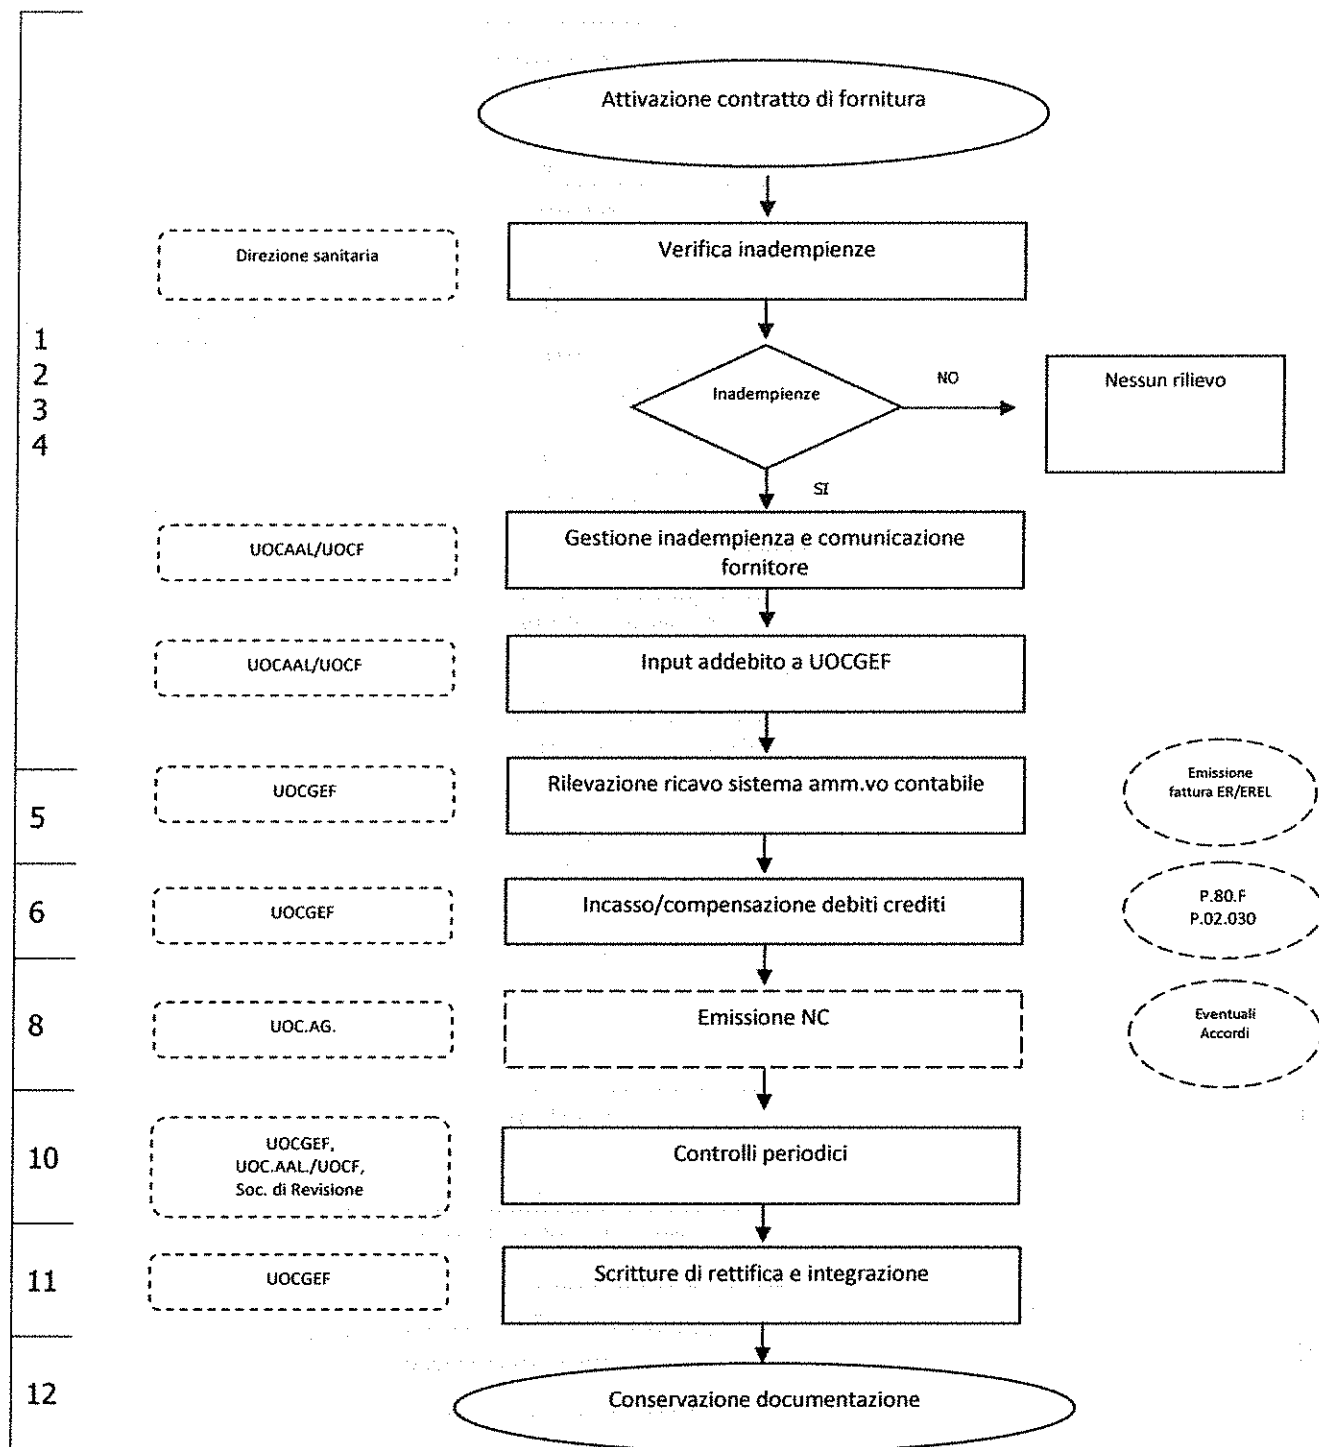 Attivazione contratto di fornitura
Direzione sanitaria
Verifica inadempienze
1
2
3
4
Inadempienze
NO
Nessun rilievo
SI
UOCAAL/UOCF
Gestione inadempienza e comunicazione
fornitore
UOCAAL/UOCF
Input addebito a UOCGEF
5
UOCGEF
Rilevazione ricavo sistema amm.vo contabile
Emissione
fattura ER/EREL
6
UOCGEF
Incasso/compensazione debiti crediti
P.80.F
P.02.030
8
UOC.AG.
Emissione NC
Eventuali
Accordi
10
UOCGEF,
UOC.AAL./UOCF,
Soc. di Revisione
Controlli periodici
11
UOCGEF
Scritture di rettifica e integrazione
12
Conservazione documentazione